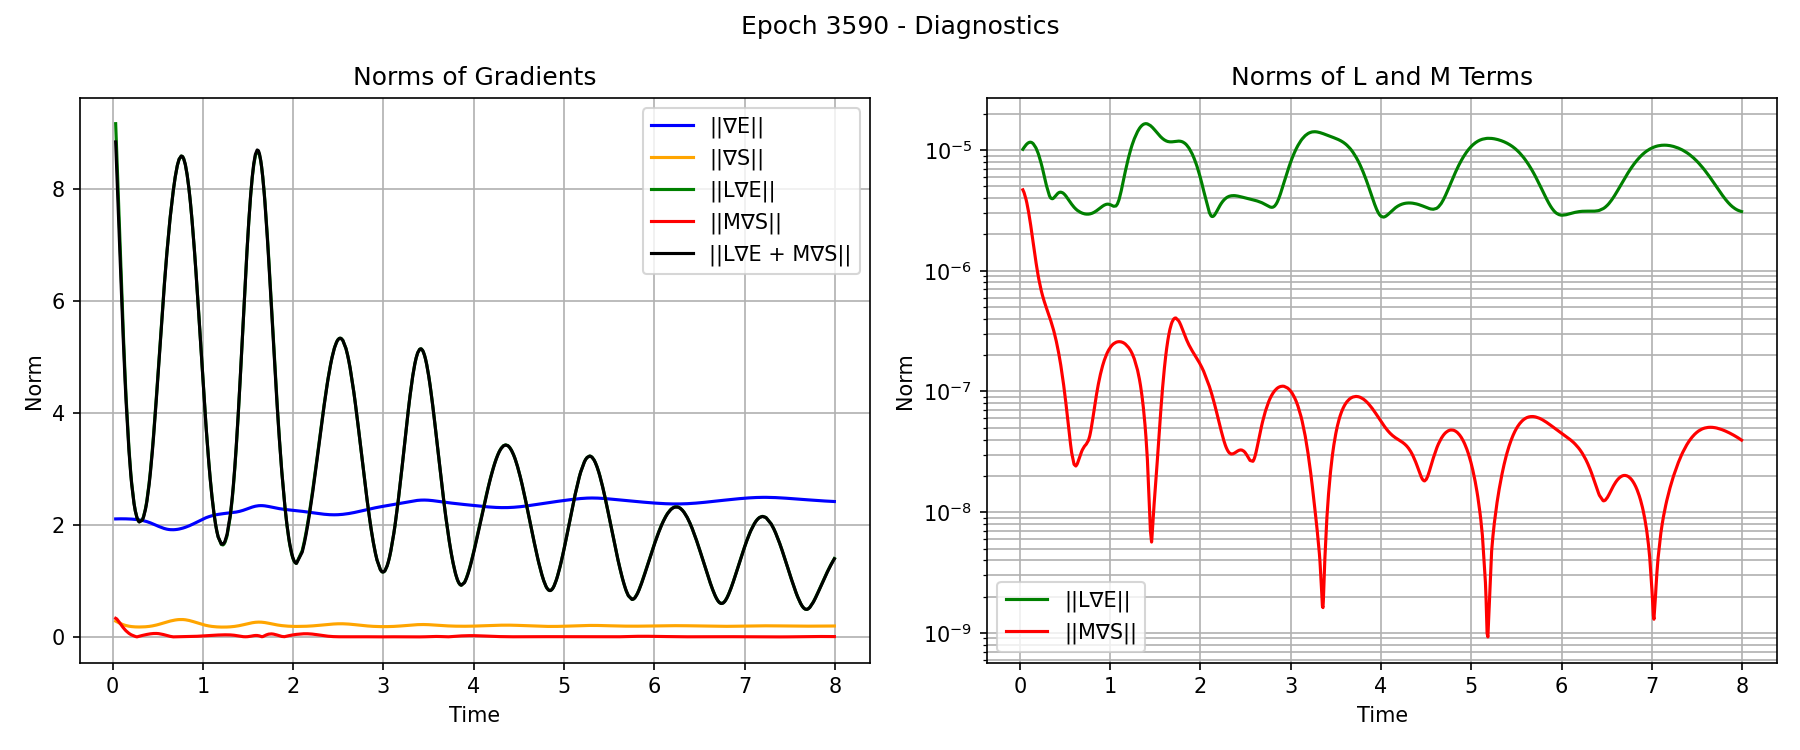 Epoch 3590 - Diagnostics
Norms of Gradients
Norm
8
6
4
2
0
||∇E||
||∇S||
||L∇E||
||M∇S||
||L∇E + M∇S||
0 1 2 3 4 5 6 7 8
Time
Norms of L and M Terms
Norm
10⁻⁵
10⁻⁶
10⁻⁷
10⁻⁸
10⁻⁹
||L∇E||
||M∇S||
0 1 2 3 4 5 6 7 8
Time